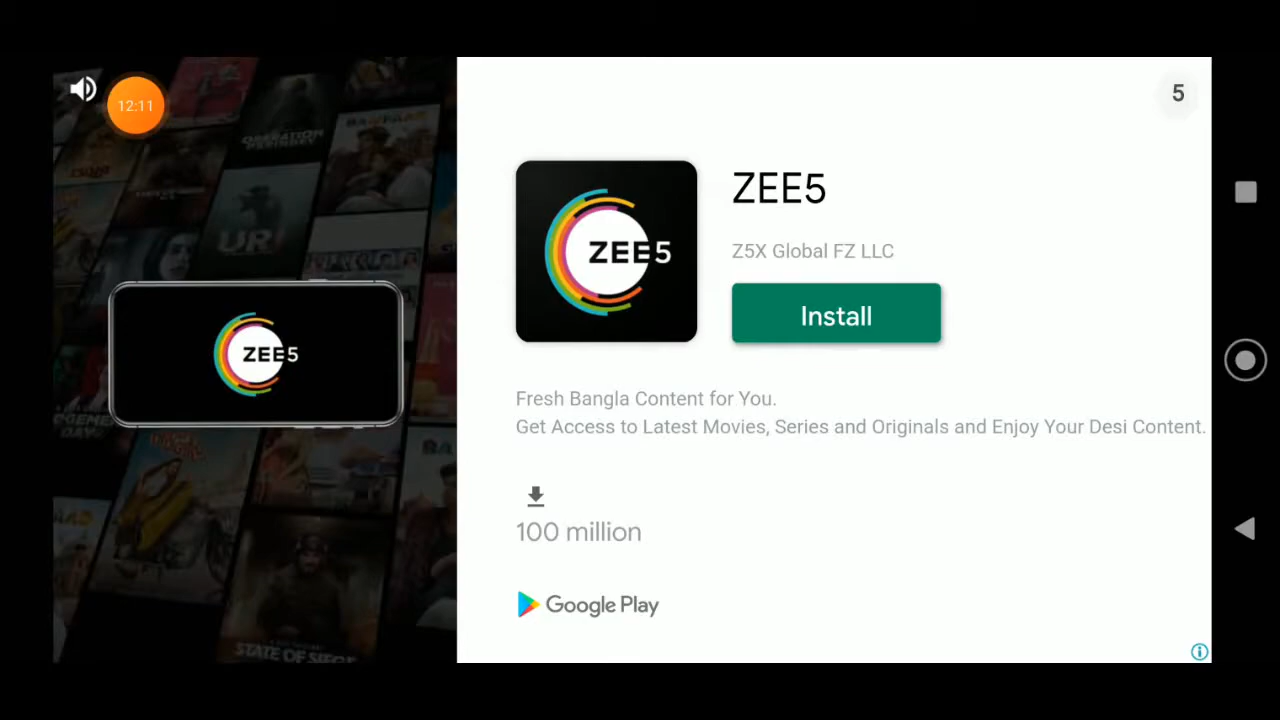 12:11
5
OPERATION
UR
ZEE5
STATE OF SIEGE
ZEE5
ZEE5
Z5X Global FZ LLC
Install
Fresh Bangla Content for You.
Get Access to Latest Movies, Series and Originals and Enjoy Your Desi Content.
100 million
Google Play